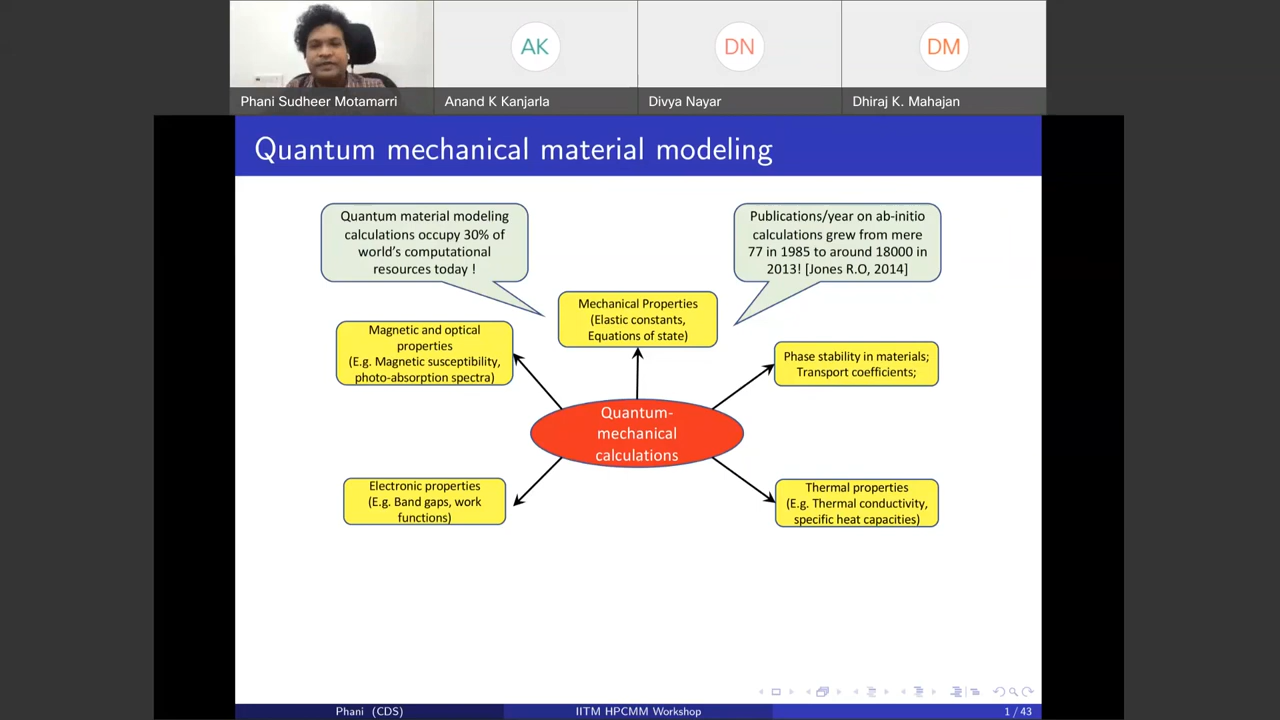 AK
DN
DM
Phani Sudheer Motamarri
Anand K Kanjarla
Divya Nayar
Dhiraj K. Mahajan
Quantum mechanical material modeling
Quantum material modeling
calculations occupy 30% of
world's computational
resources today !
Publications/year on ab-initio
calculations grew from mere
77 in 1985 to around 18000 in
2013! [Jones R.O, 2014]
Mechanical Properties
(Elastic constants,
Equations of state)
Magnetic and optical
properties
(E.g. Magnetic susceptibility,
photo-absorption spectra)
Phase stability in materials;
Transport coefficients;
Quantum-
mechanical
calculations
Electronic properties
(E.g. Band gaps, work
functions)
Thermal properties
(E.g. Thermal conductivity,
specific heat capacities)
Phani (CDS)
IITM HPCMM Workshop
1 / 43